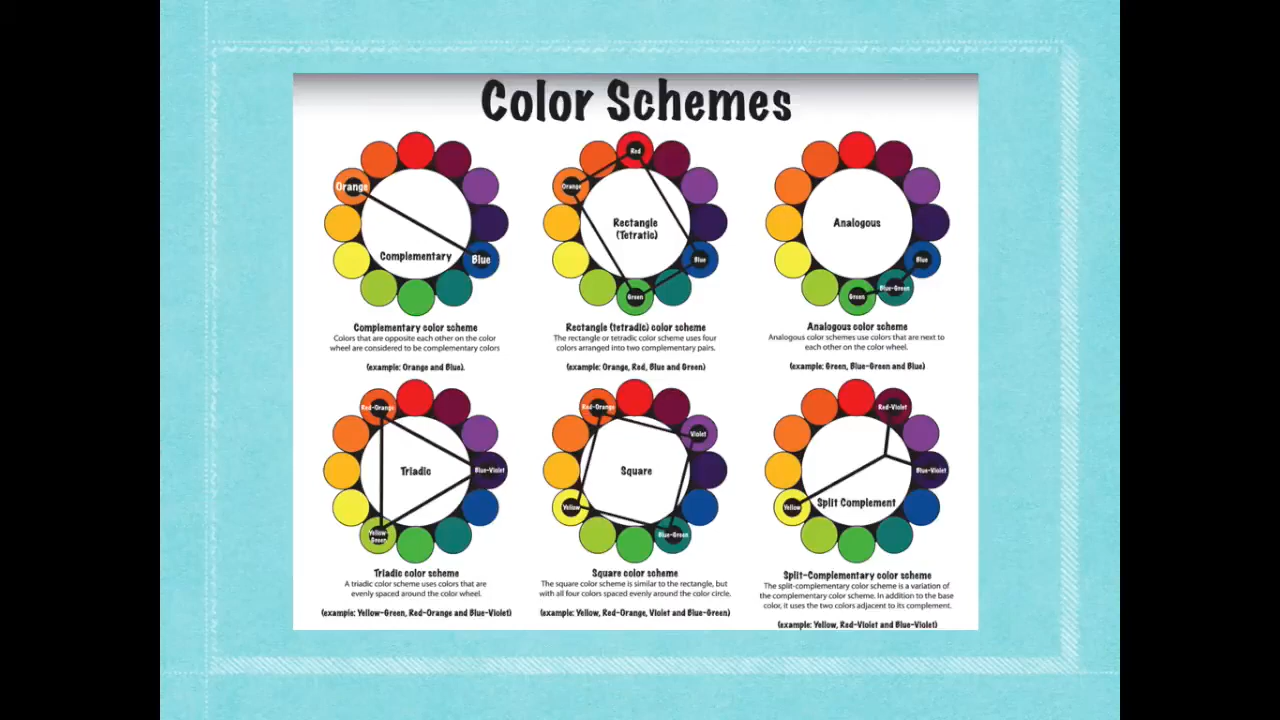 Color Schemes
Orange
Blue
Complementary
Complementary color scheme
Colors that are opposite each other on the color
wheel are considered to be complementary colors
(example: Orange and Blue).
Red
Orange
Rectangle
(Tetratic)
Blue
Green
Rectangle (tetradic) color scheme
The rectangle or tetradic color scheme uses four
colors arranged into two complementary pairs.
(example: Orange, Red, Blue and Green)
Analogous
Blue
Blue-Green
Green
Analogous color scheme
Analogous color schemes use colors that are next to
each other on the color wheel.
(example: Green, Blue-Green and Blue)
Red-Orange
Triadic
Blue-Violet
Yellow-
Green
Triadic color scheme
A triadic color scheme uses colors that are
evenly spaced around the color wheel.
(example: Yellow-Green, Red-Orange and Blue-Violet)
Red-Orange
Violet
Square
Yellow
Blue-Green
Square color scheme
The square color scheme is similar to the rectangle, but
with all four colors spaced evenly around the color circle.
(example: Yellow, Red-Orange, Violet and Blue-Green)
Red-Violet
Blue-Violet
Split Complement
Yellow
Split-Complementary color scheme
The split-complementary color scheme is a variation of
the complementary color scheme. In addition to the base
color, it uses the two colors adjacent to its complement.
(example: Yellow, Red-Violet and Blue-Violet)